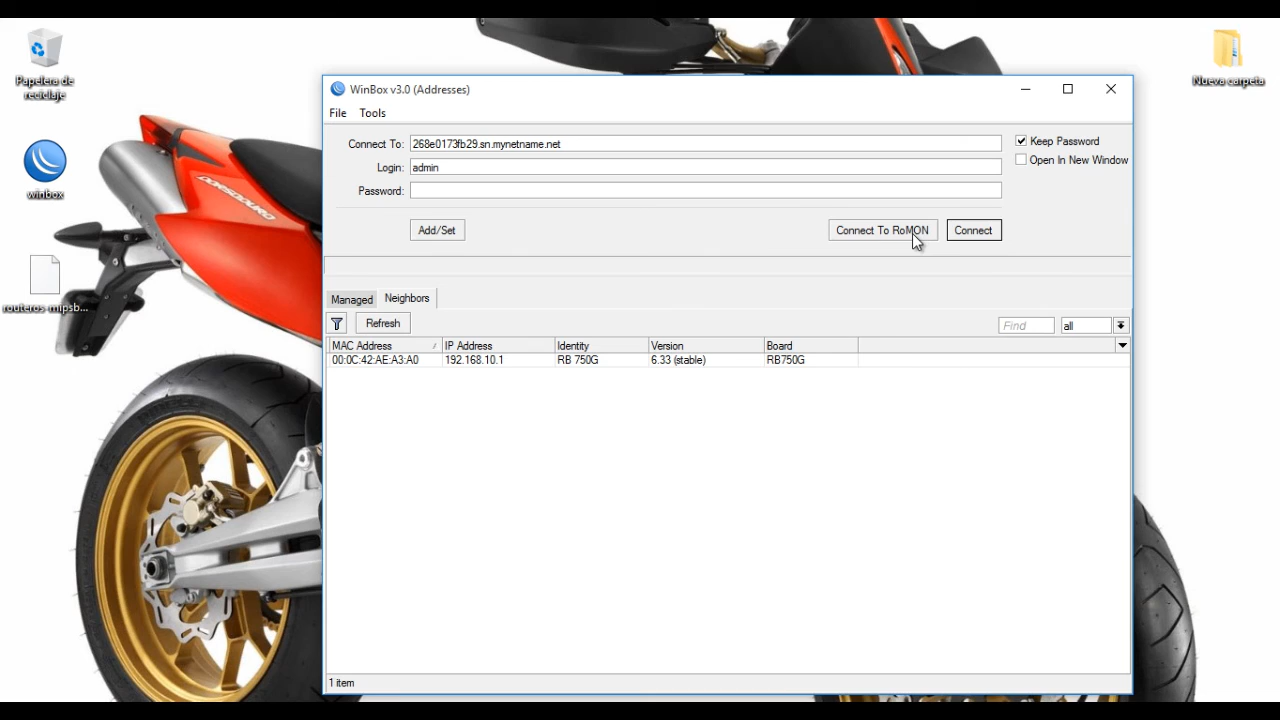 Papelera de
reciclaje
winbox
routeros-mipsb...
Nueva carpeta
DORSODURO
WinBox v3.0 (Addresses)
File Tools
Connect To: 268e0173fb29.sn.mynetname.net
Keep Password
Login: admin
Open In New Window
Password:
Add/Set Connect To RoMON Connect
Managed Neighbors
Refresh Find all
MAC Address IP Address Identity Version Board
00:0C:42:AE:A3:A0 192.168.10.1 RB 750G 6.33 (stable) RB750G
1 item